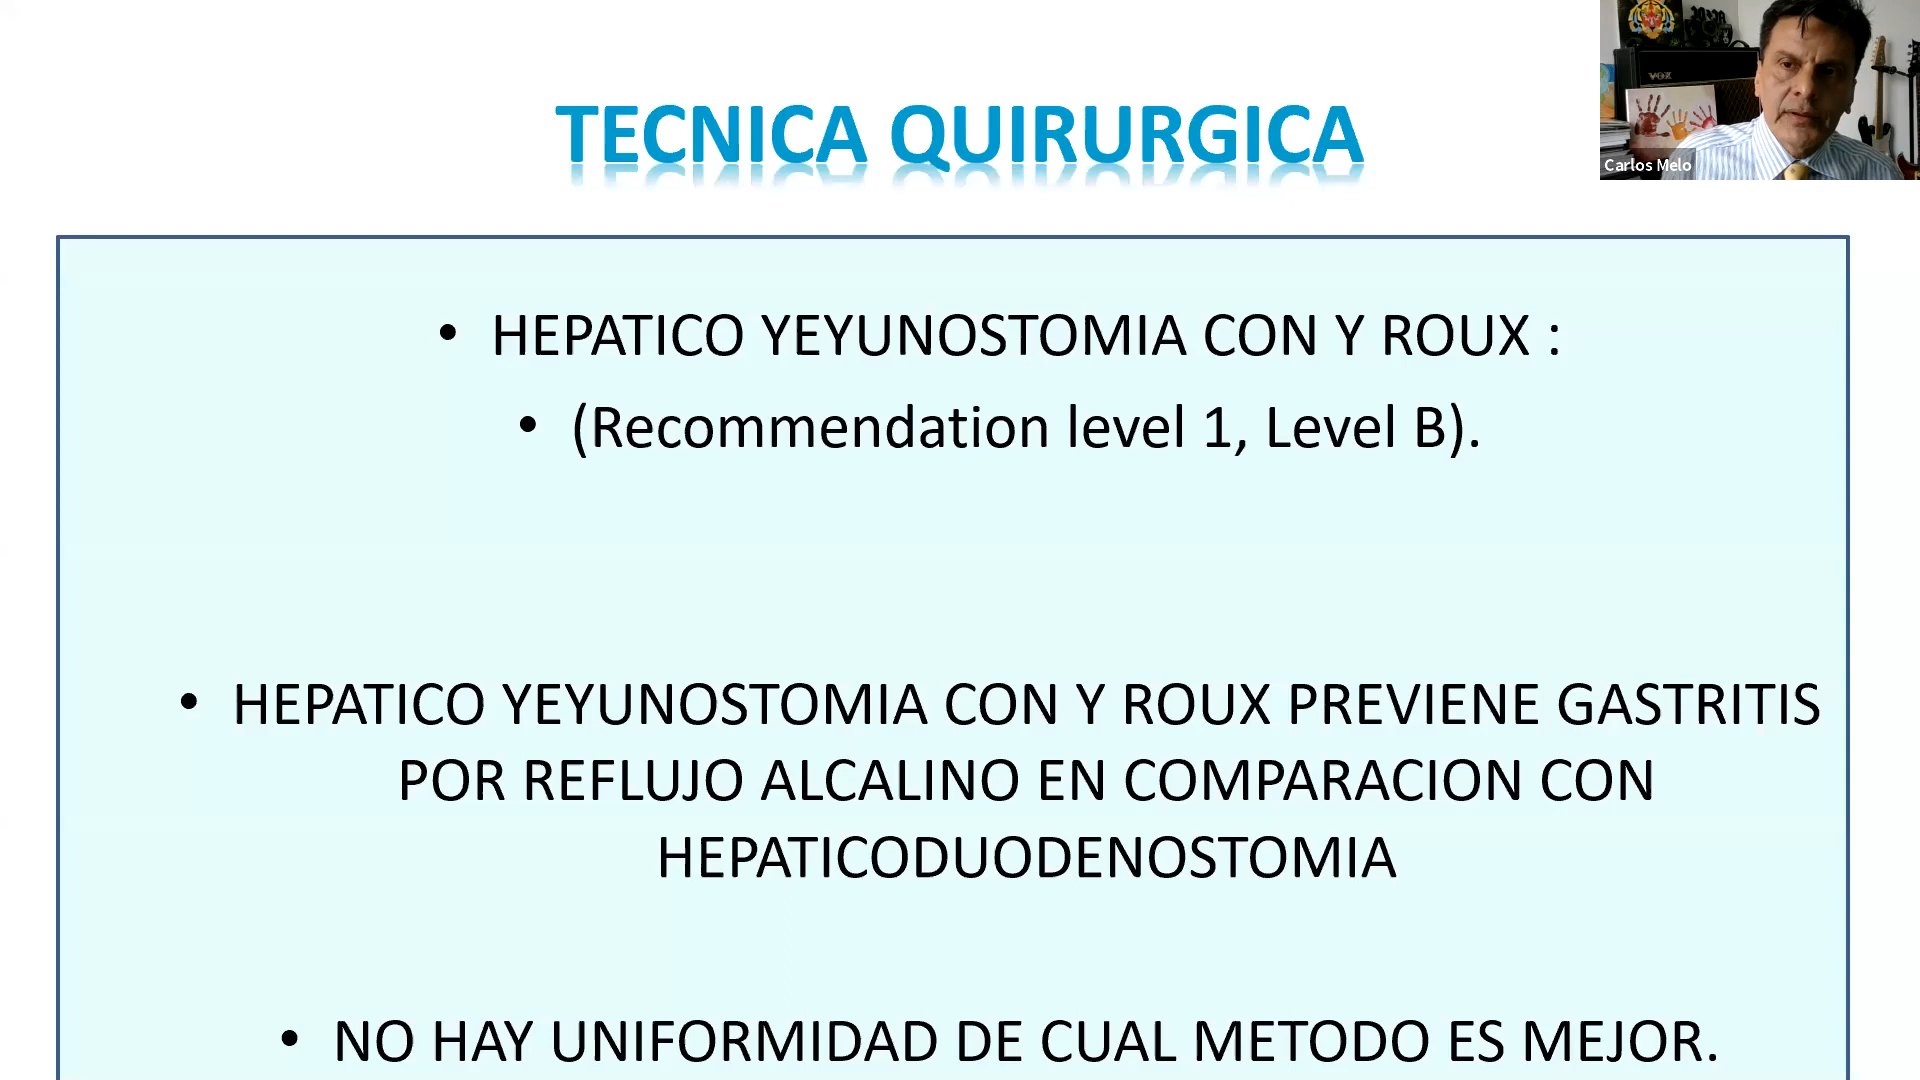 TECNICA QUIRURGICA
VOX
Carlos Melo
• HEPATICO YEYUNOSTOMIA CON Y ROUX :
• (Recommendation level 1, Level B).
• HEPATICO YEYUNOSTOMIA CON Y ROUX PREVIENE GASTRITIS
POR REFLUJO ALCALINO EN COMPARACION CON
HEPATICODUODENOSTOMIA
• NO HAY UNIFORMIDAD DE CUAL METODO ES MEJOR.